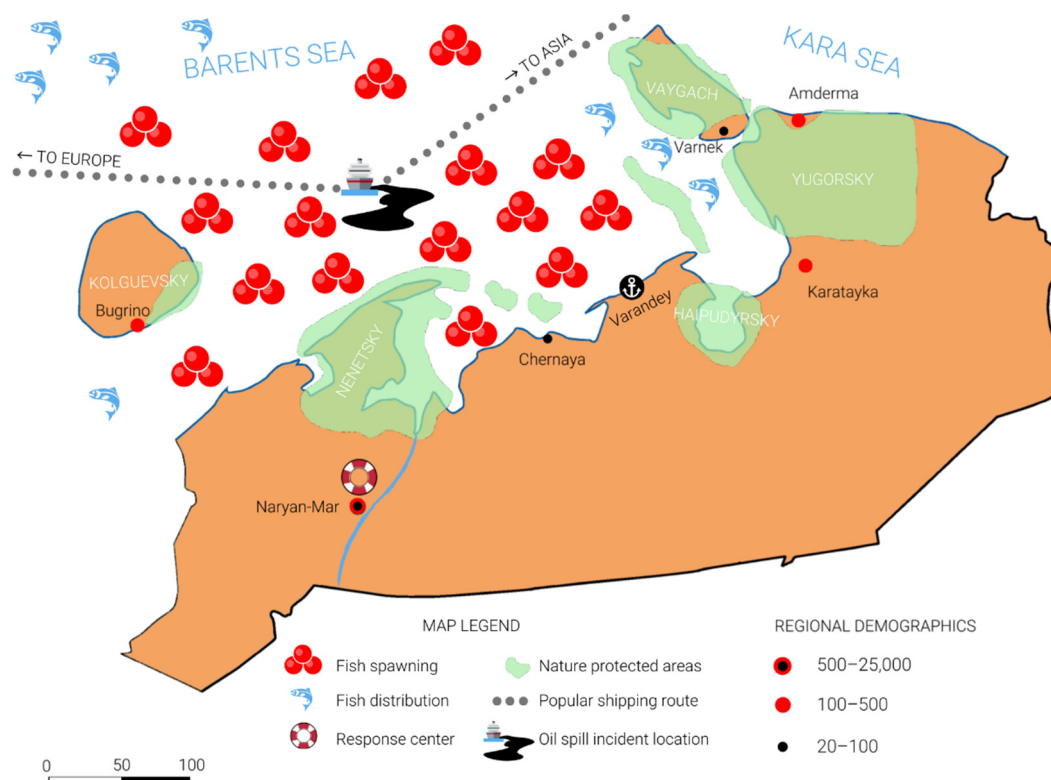 BARENTS SEA
KARA SEA
→ TO ASIA
← TO EUROPE
VAYGACH
Amderma
Varnek
YUGORSKY
KOLGUEVSKY
Bugrino
Karatayka
Varandey
HAIPUDYRSKY
NENETSKY
Chernaya
Naryan-Mar
MAP LEGEND
Fish spawning
Nature protected areas
Fish distribution
Popular shipping route
Response center
Oil spill incident location
REGIONAL DEMOGRAPHICS
500–25,000
100–500
20–100
0 50 100